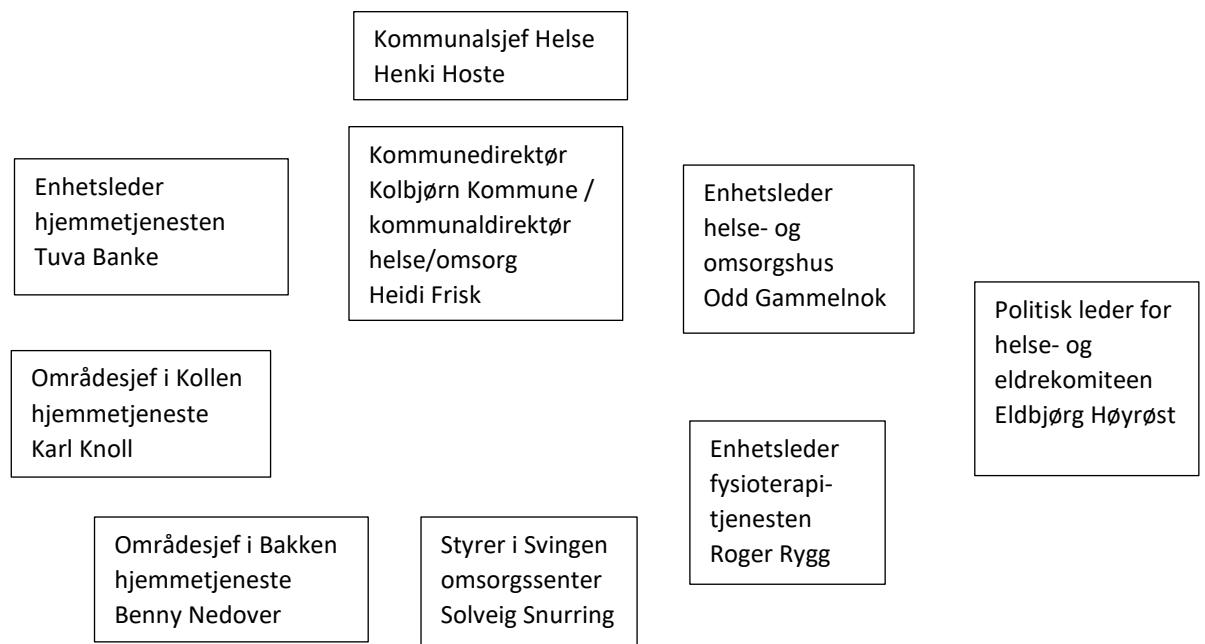 Kommunalsjef Helse
Henki Hoste
Kommunedirektør
Kolbjørn Kommune /
kommunaldirektør
helse/omsorg
Heidi Frisk
Enhetsleder
hjemmetjenesten
Tuva Banke
Enhetsleder
helse- og
omsorgshus
Odd Gammelnok
Politisk leder for
helse- og
eldrekomiteen
Eldbjørg Høyrøst
Områdesjef i Kollen
hjemmetjeneste
Karl Knoll
Enhetsleder
fysioterapi-
tjenesten
Roger Rygg
Områdesjef i Bakken
hjemmetjeneste
Benny Nedover
Styrer i Svingen
omsorgssenter
Solveig Snurring